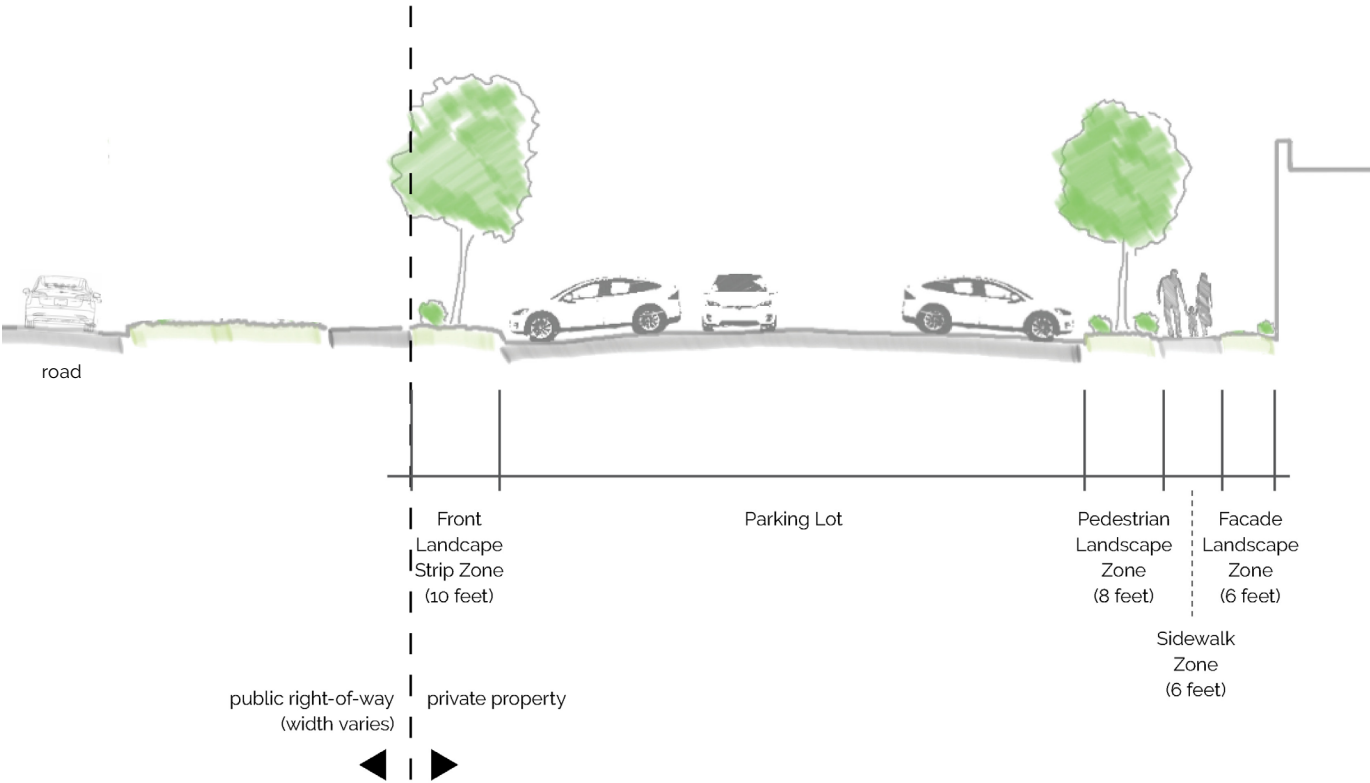 road
Front
Landcape
Strip Zone
(10 feet)
Parking Lot
Pedestrian
Landscape
Zone
(8 feet)
Facade
Landscape
Zone
(6 feet)
Sidewalk
Zone
(6 feet)
public right-of-way
(width varies)
private property